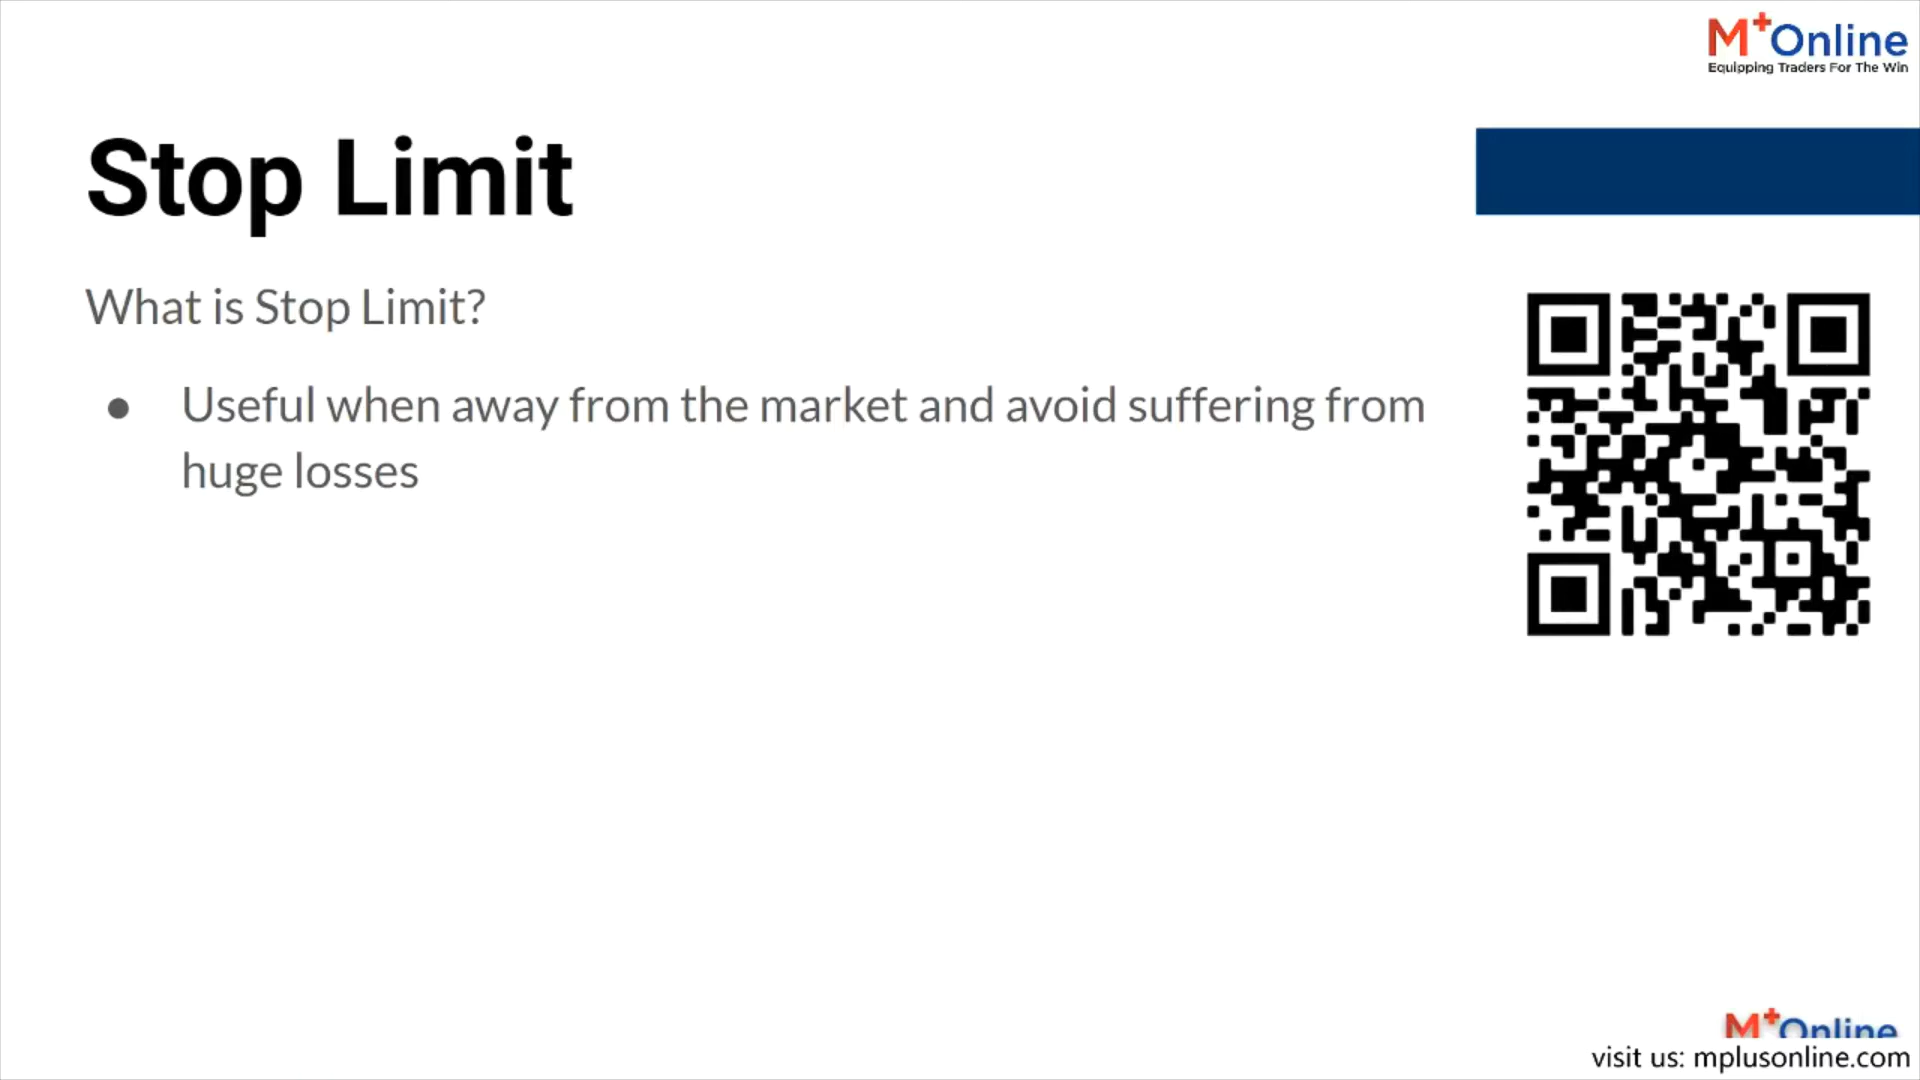 M+Online
Equipping Traders For The Win
Stop Limit
What is Stop Limit?
● Useful when away from the market and avoid suffering from
huge losses
M+Online
visit us: mplusonline.com